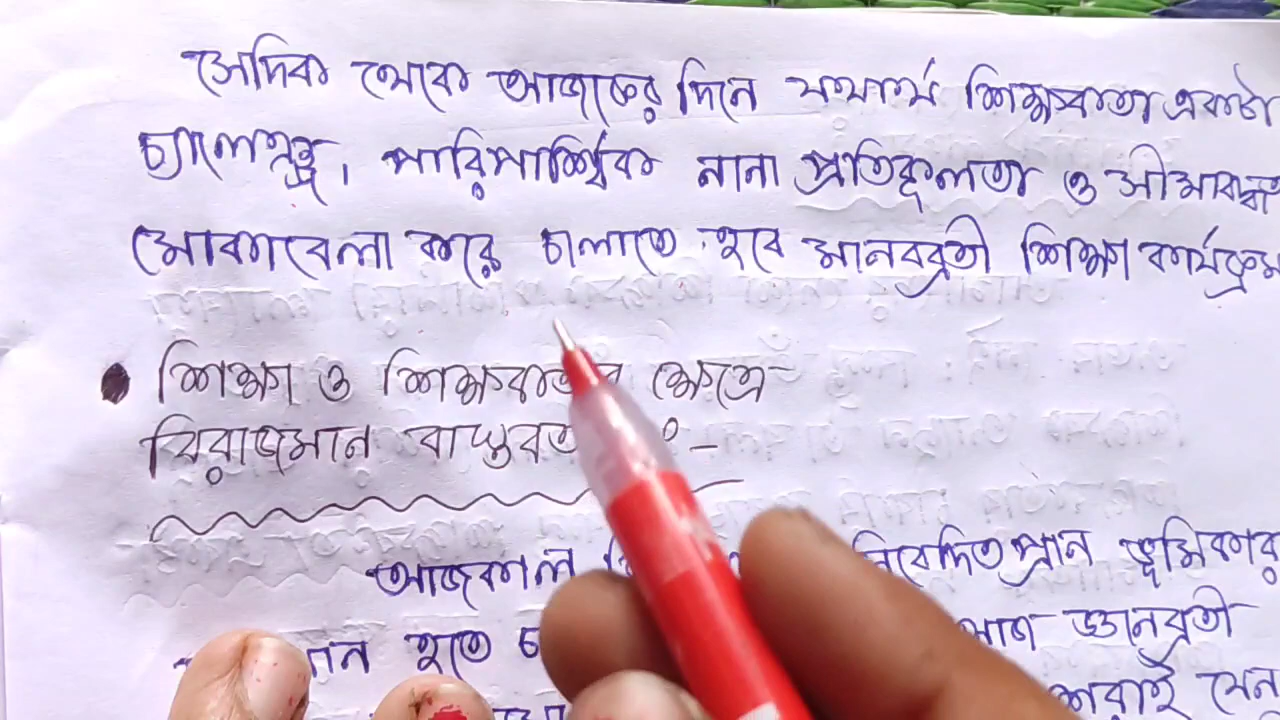 সেদিক থেকে আজকের দিনে যথার্থ শিক্ষকতা একটা
চ্যালেঞ্জ। পারিপার্শ্বিক নানা প্রতিকূলতা ও সীমাবদ্ধ
মোকাবেলা করে চালাতে হবে মানবব্রতী শিক্ষা কার্যক্রম
শিক্ষা ও শিক্ষকতার ক্ষেত্রে
বিরাজমান বাস্তবতা ঃ-
আজকাল নিবেদিতপ্রান ভূমিকার
হতে জ্ঞানব্রতী